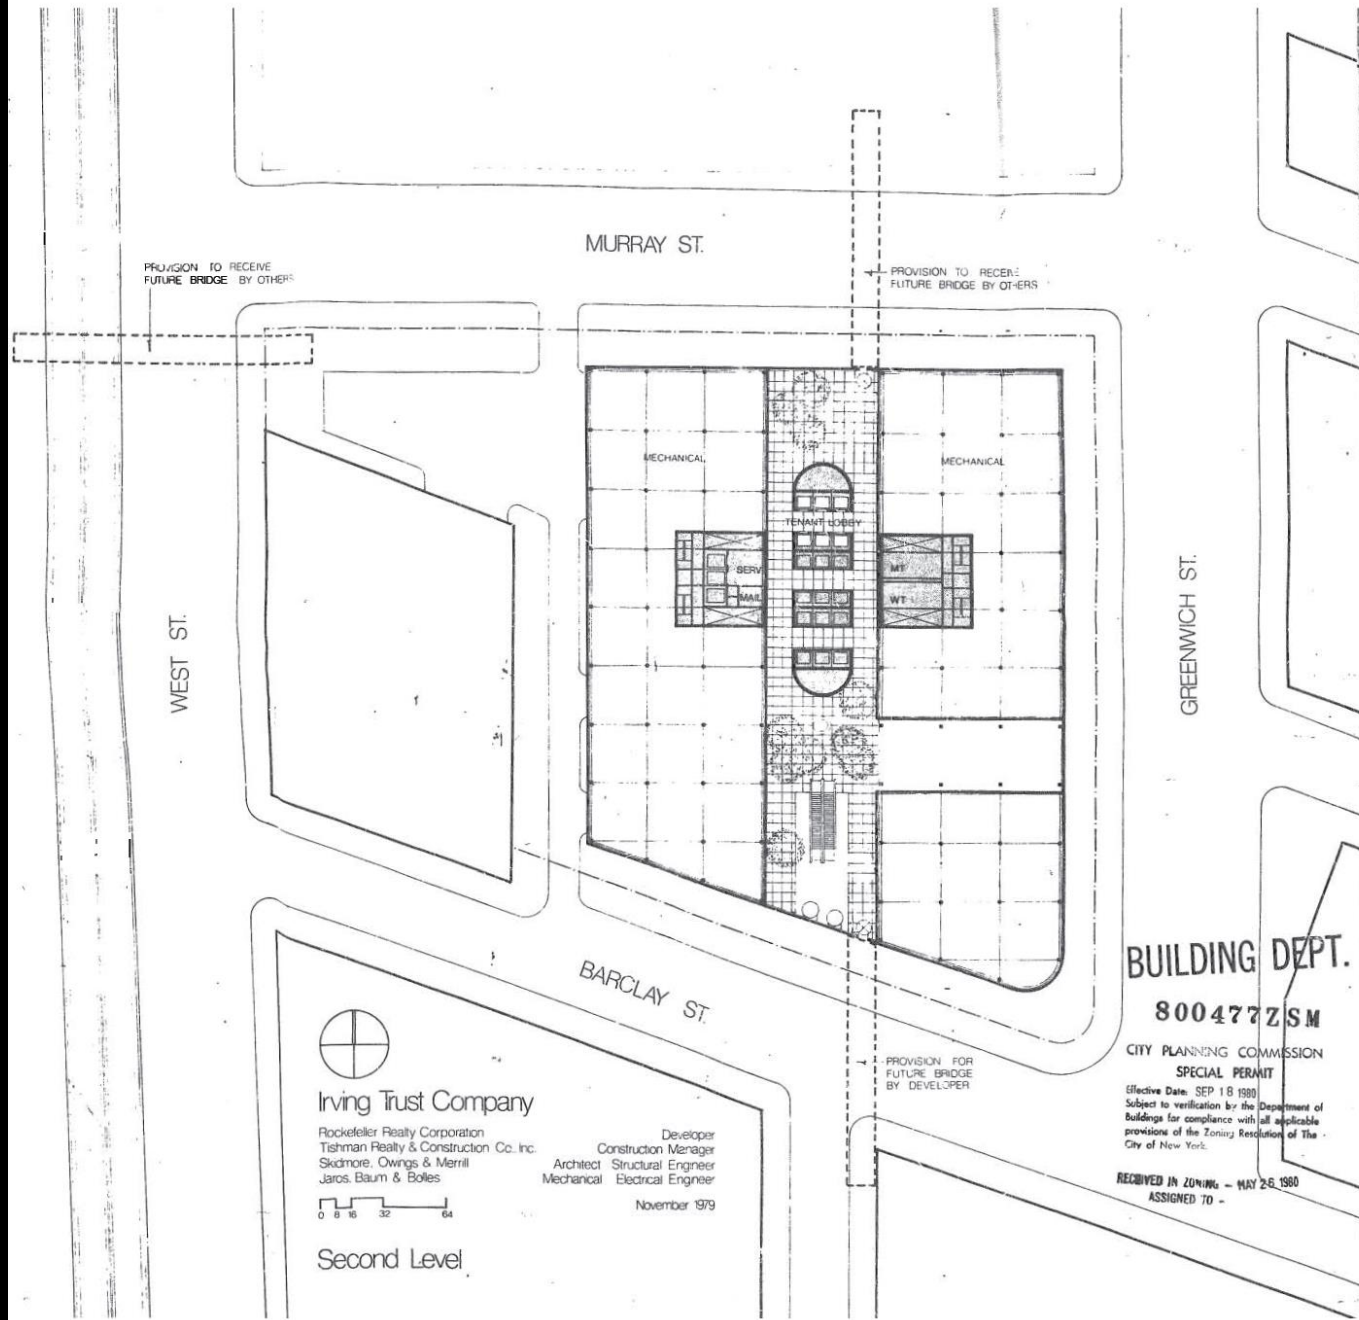 MURRAY ST.
PROVISION TO RECEIVE
FUTURE BRIDGE BY OTHERS
PROVISION TO RECEIVE
FUTURE BRIDGE BY OTHERS
MECHANICAL
MECHANICAL
TENANT LOBBY
SERV
MAIL
MT
WT
WEST ST.
GREENWICH ST.
BARCLAY ST.
PROVISION FOR
FUTURE BRIDGE
BY DEVELOPER
BUILDING DEPT.
800477ZSM
CITY PLANNING COMMISSION
SPECIAL PERMIT
Effective Date: SEP 18 1980
Subject to verification by the Department of
Buildings for compliance with all applicable
provisions of the Zoning Resolution of The
City of New York.
RECEIVED IN ZONING - MAY 26 1980
ASSIGNED TO -
Irving Trust Company
Rockefeller Realty Corporation Developer
Tishman Realty & Construction Co. Inc. Construction Manager
Skidmore, Owings & Merrill Architect Structural Engineer
Jaros, Baum & Bolles Mechanical Electrical Engineer
November 1979
0 8 16 32 64
Second Level